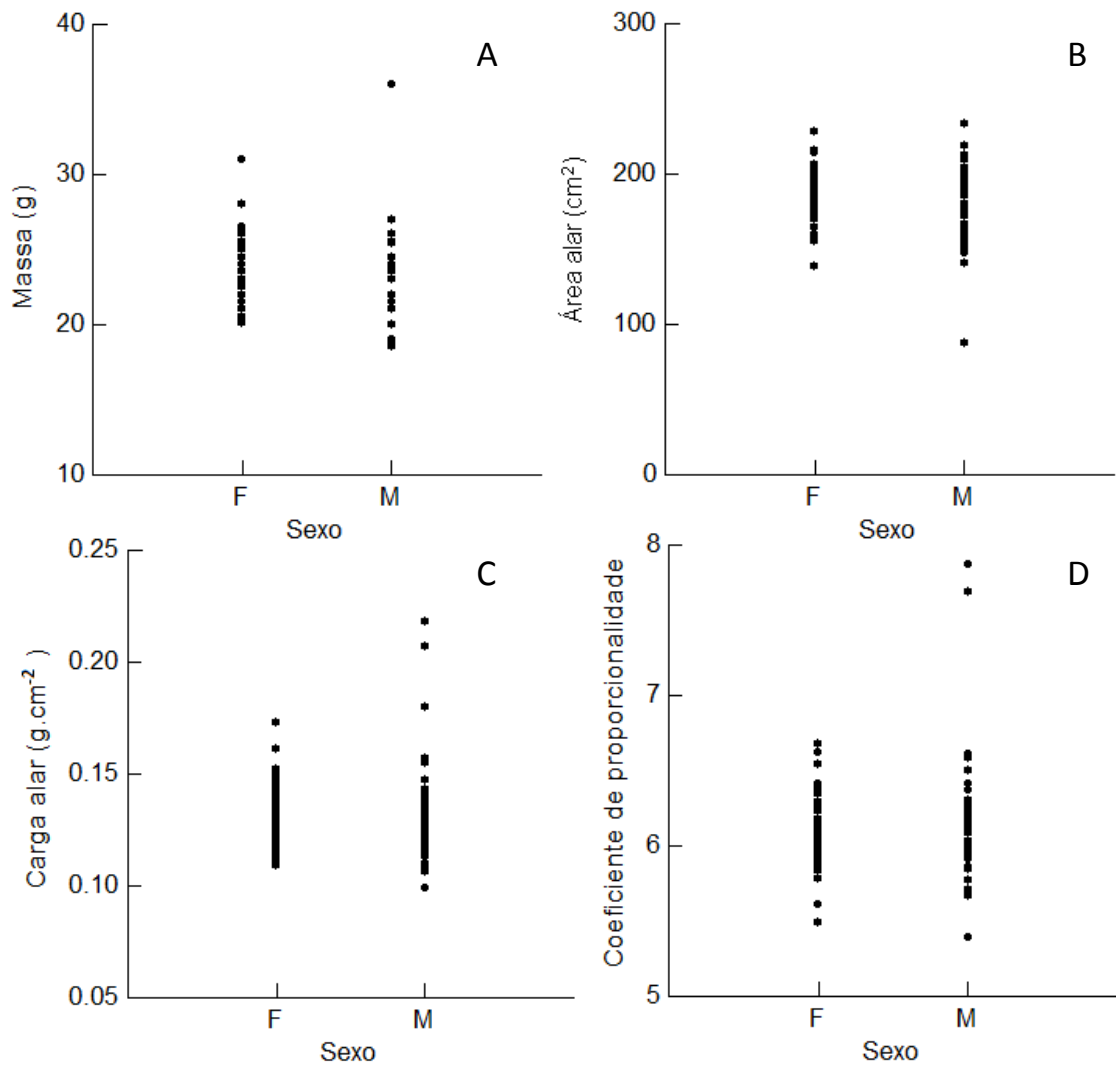 A
Massa (g)
40
30
20
10
F
M
Sexo
B
Área alar (cm²)
300
200
100
0
F
M
Sexo
C
Carga alar (g.cm⁻² )
0.25
0.20
0.15
0.10
0.05
F
M
Sexo
D
Coeficiente de proporcionalidade
8
7
6
5
F
M
Sexo